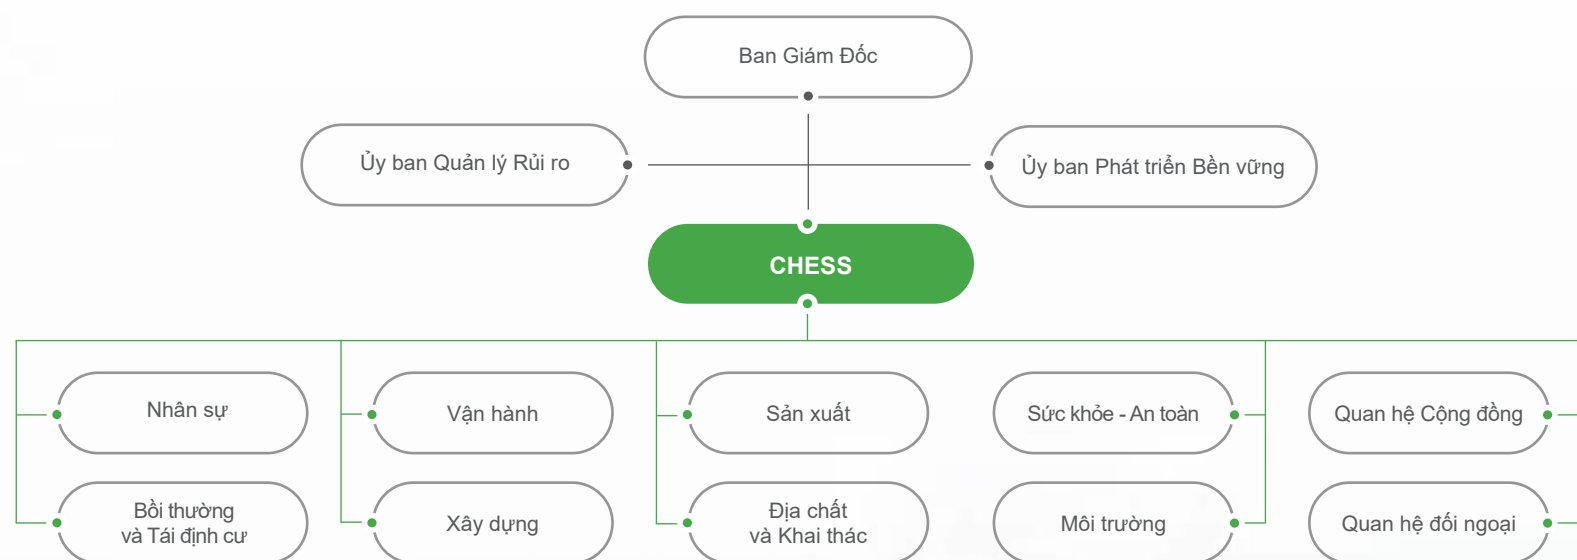 Ban Giám Đốc
Ủy ban Quản lý Rủi ro
Ủy ban Phát triển Bền vững
CHESS
Nhân sự
Vận hành
Sản xuất
Sức khỏe - An toàn
Quan hệ Cộng đồng
Bồi thường
và Tái định cư
Xây dựng
Địa chất
và Khai thác
Môi trường
Quan hệ đối ngoại